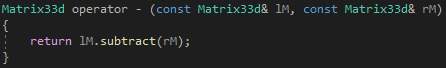 Matrix33d operator - (const Matrix33d& lM, const Matrix33d& rM)
{
return lM.subtract(rM);
}